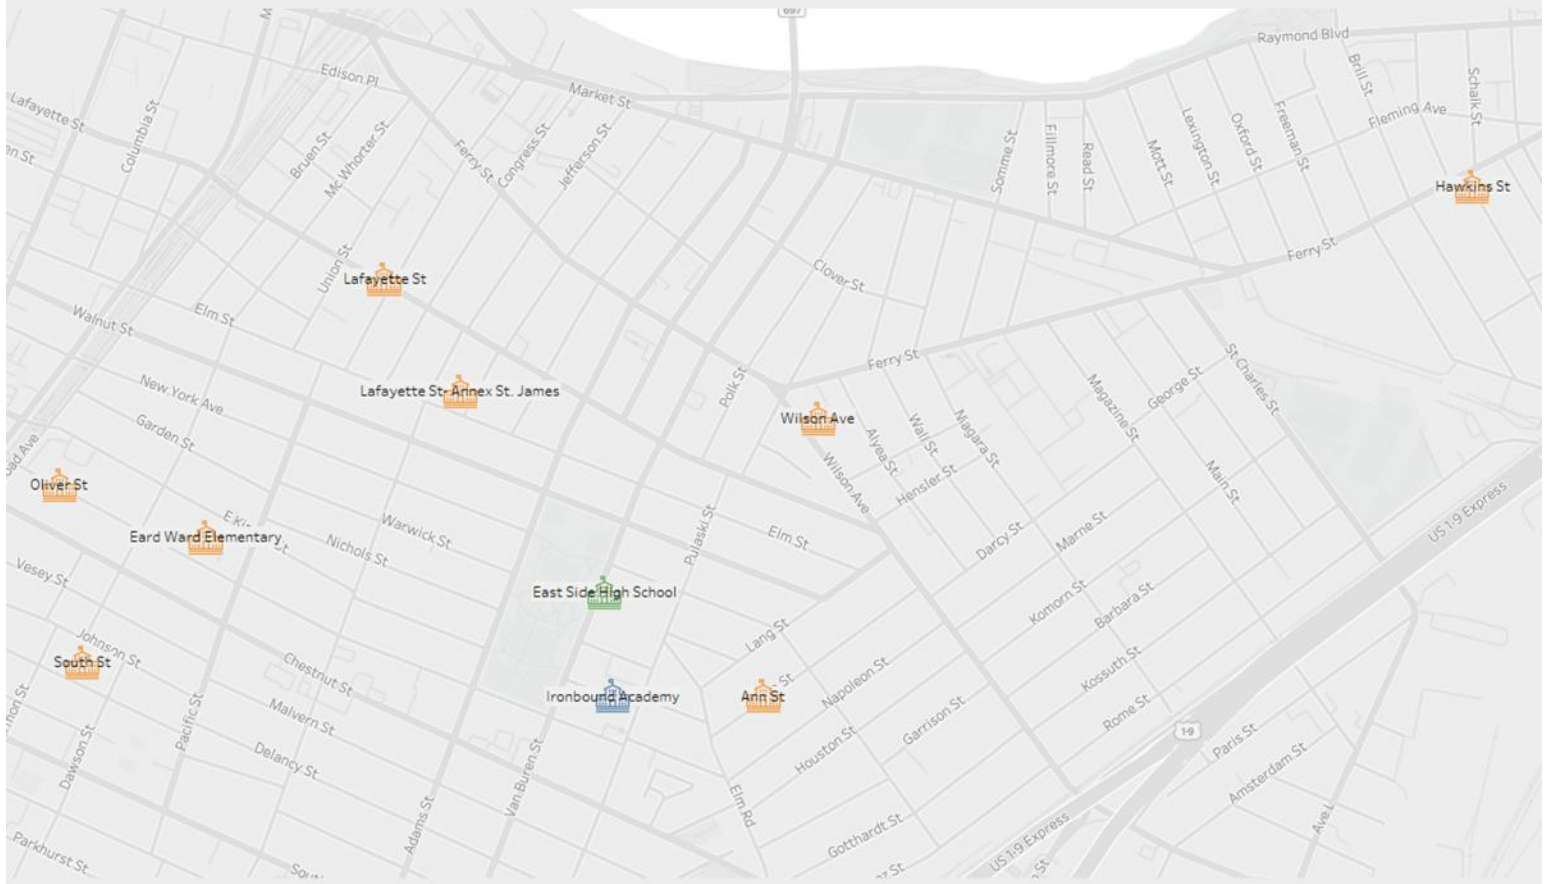 697
Raymond Blvd
Edison Pl
Market St
Brill St
Schalk St
Lafayette St
Columbia St
Fleming Ave
Bruen St
Mc Whorter St
Ferry St
Congress St
Jefferson St
Somme St
Fillmore St
Read St
Mott St
Lexington St
Oxford St
Freeman St
Hawkins St
Union St
Lafayette St
Clover St
Ferry St
Walnut St
Elm St
Ferry St
New York Ave
Lafayette St- Annex St. James
Polk St
Magazine St
George St
St Charles St
Garden St
Wilson Ave
Alyea St
Wall St
Niagara St
Oliver St
Wilson Ave
Hensler St
Main St
US 1-9 Express
Eard Ward Elementary
Nichols St
Warwick St
Pulaski St
Elm St
Darcy St
Marne St
Vesey St
East Side High School
Komorn St
Barbara St
Johnson St
South St
Chestnut St
Lang St
Napoleon St
Kossuth St
Ironbound Academy
Ann St
Pacific St
Malvern St
Garrison St
Rome St
1-9
Paris St
Dawson St
Delancy St
Van Buren St
Houston St
Amsterdam St
Adams St
Elm Rd
Ave L
Parkhurst St
Gotthardt St
US 1-9 Express